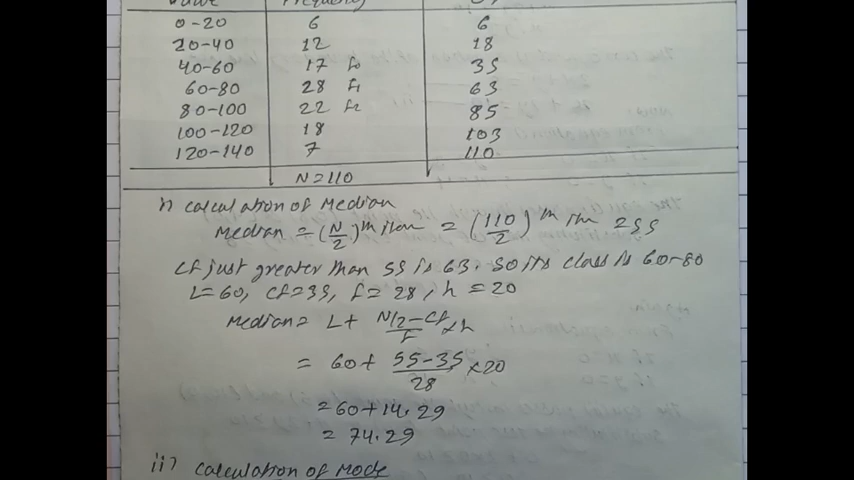 Value Frequency CF
0-20 6 6
20-40 12 18
40-60 17 f0 35
60-80 28 f1 63
80-100 22 f2 85
100-120 18 103
120-140 7 110
N=110
i) calculation of median
median = (N/2)th item = (110/2)th item = 55
CF just greater than 55 is 63. So its class is 60-80
L=60, cf=35, f=28, h=20
median = L + N/2-cf/f × h
= 60 + 55-35/28 × 20
= 60+14.29
= 74.29
ii) calculation of mode